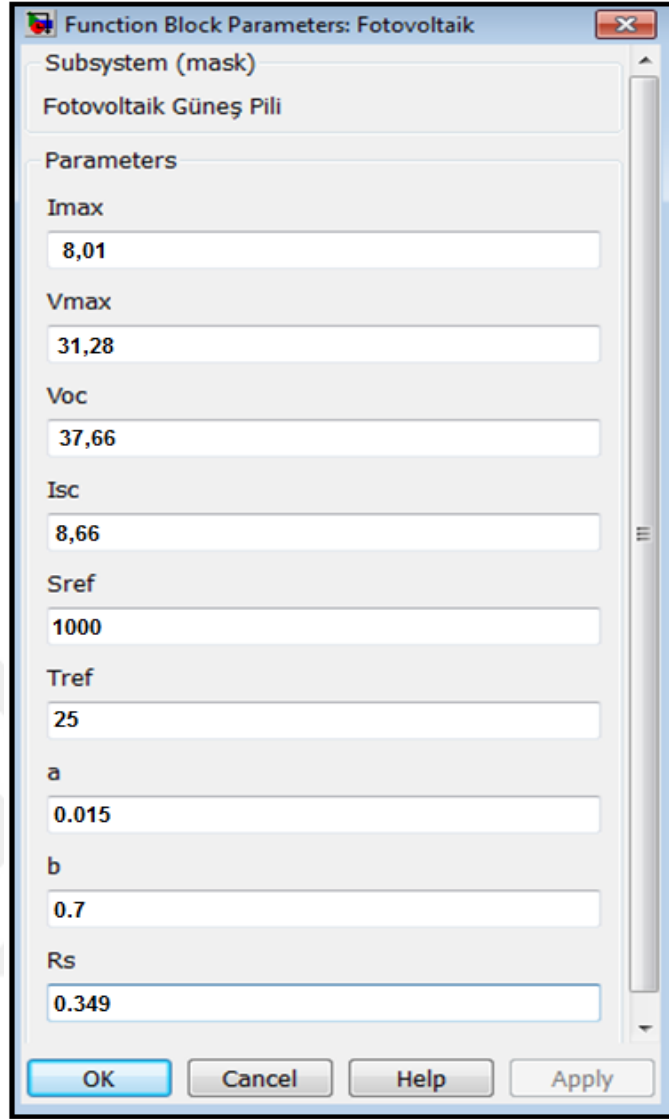 Function Block Parameters: Fotovoltaik
Subsystem (mask)
Fotovoltaik Güneş Pili
Parameters
Imax
8,01
Vmax
31,28
Voc
37,66
Isc
8,66
Sref
1000
Tref
25
a
0.015
b
0.7
Rs
0.349
OK Cancel Help Apply